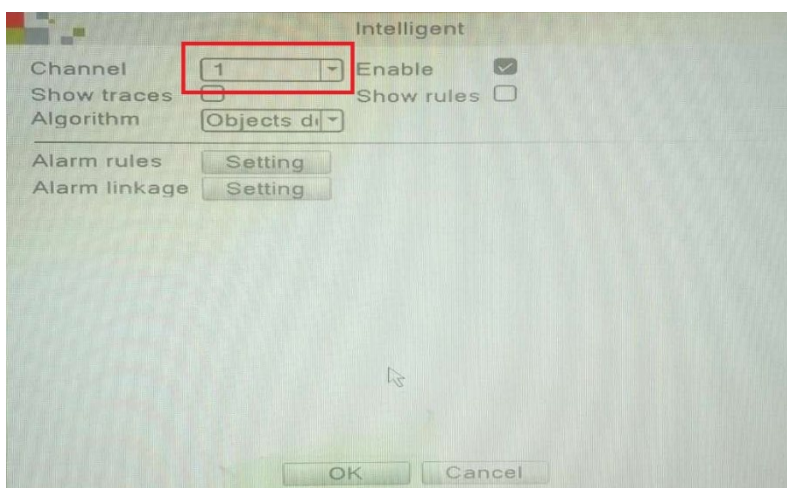 Intelligent
Channel 1 Enable
Show traces Show rules
Algorithm Objects d
Alarm rules Setting
Alarm linkage Setting
OK Cancel